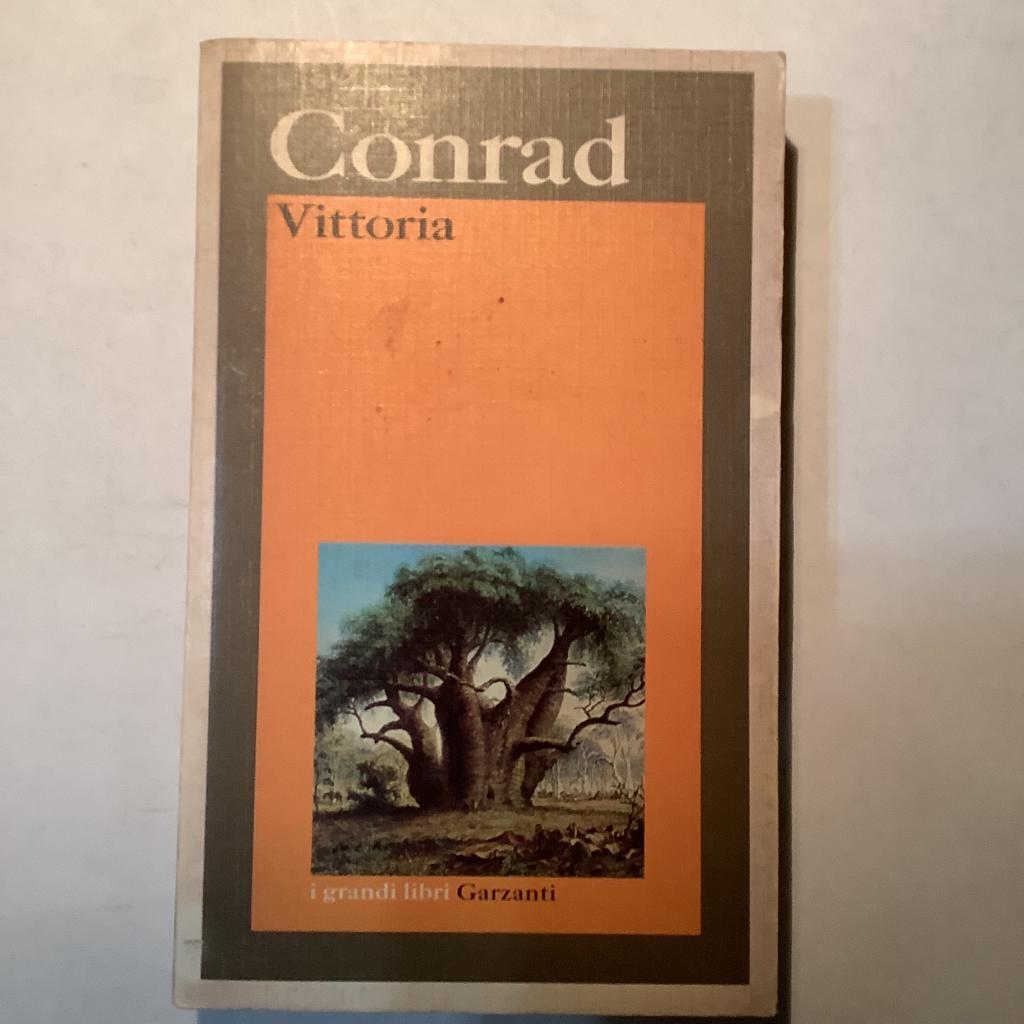 Conrad
Vittoria
i grandi libri Garzanti